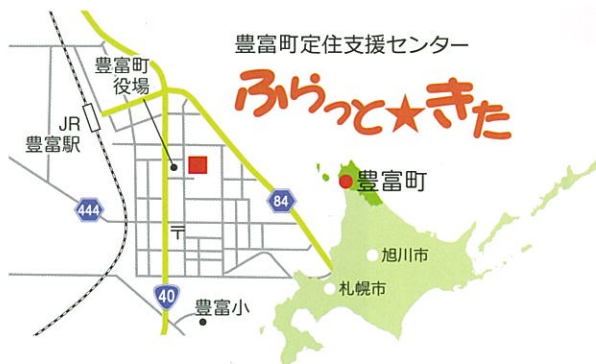 豊富町定住支援センター
ふらっと★きた
豊富町
役場
JR
豊富駅
444
84
〒
40
豊富小
豊富町
旭川市
札幌市